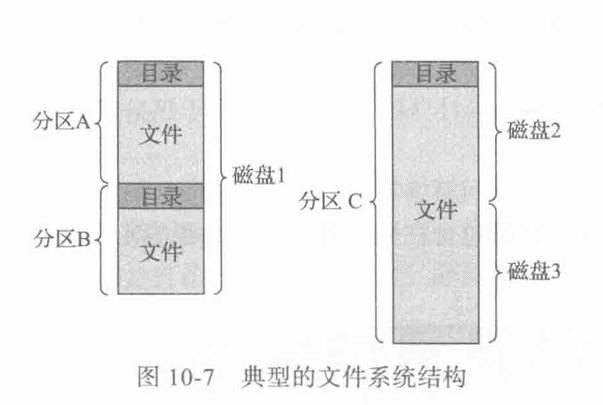 目录
分区A
文件
磁盘1
目录
分区B
文件
目录
磁盘2
分区 C
文件
磁盘3
图 10-7 典型的文件系统结构